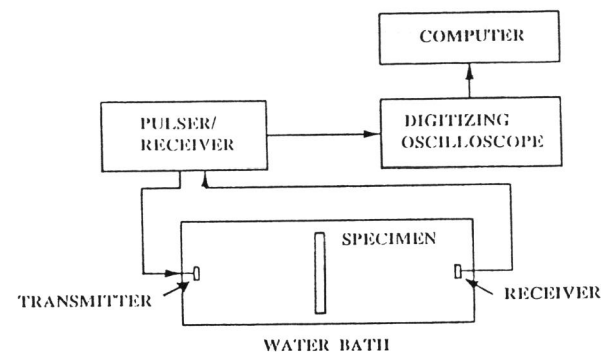 COMPUTER
PULSER/
RECEIVER
DIGITIZING
OSCILLOSCOPE
SPECIMEN
TRANSMITTER
RECEIVER
WATER BATH